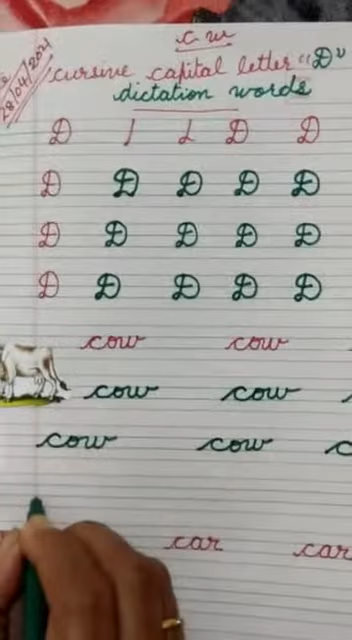 c w
28/04/2021
cursive capital letter "D"
dictation words
D D D
D D D D D
D D D D D
D D D D D
cow cow
cow cow
cow cow c
car car